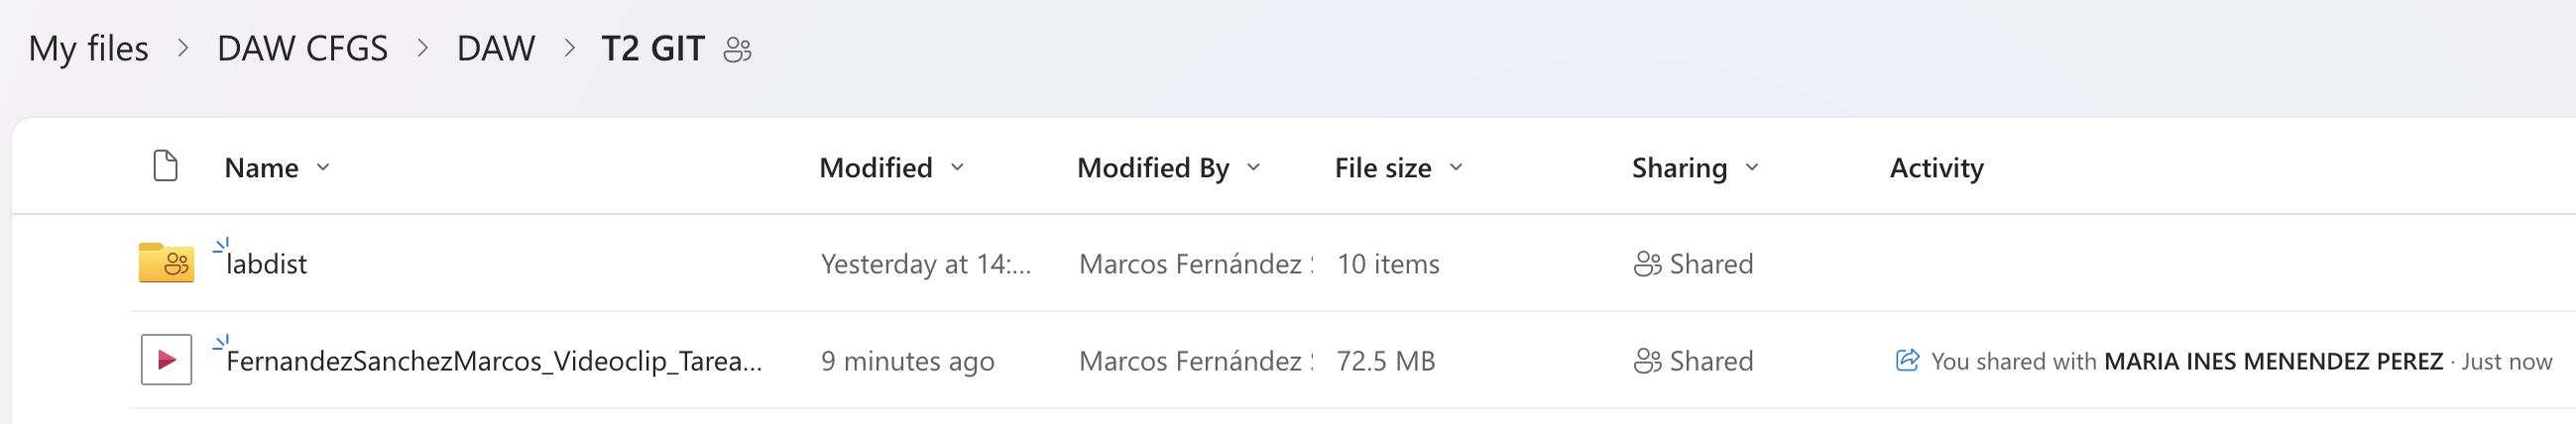 My files > DAW CFGS > DAW > T2 GIT
Name Modified Modified By File size Sharing Activity
labdist Yesterday at 14:... Marcos Fernández 10 items Shared
FernandezSanchezMarcos_Videoclip_Tarea... 9 minutes ago Marcos Fernández 72.5 MB Shared You shared with MARIA INES MENENDEZ PEREZ · Just now